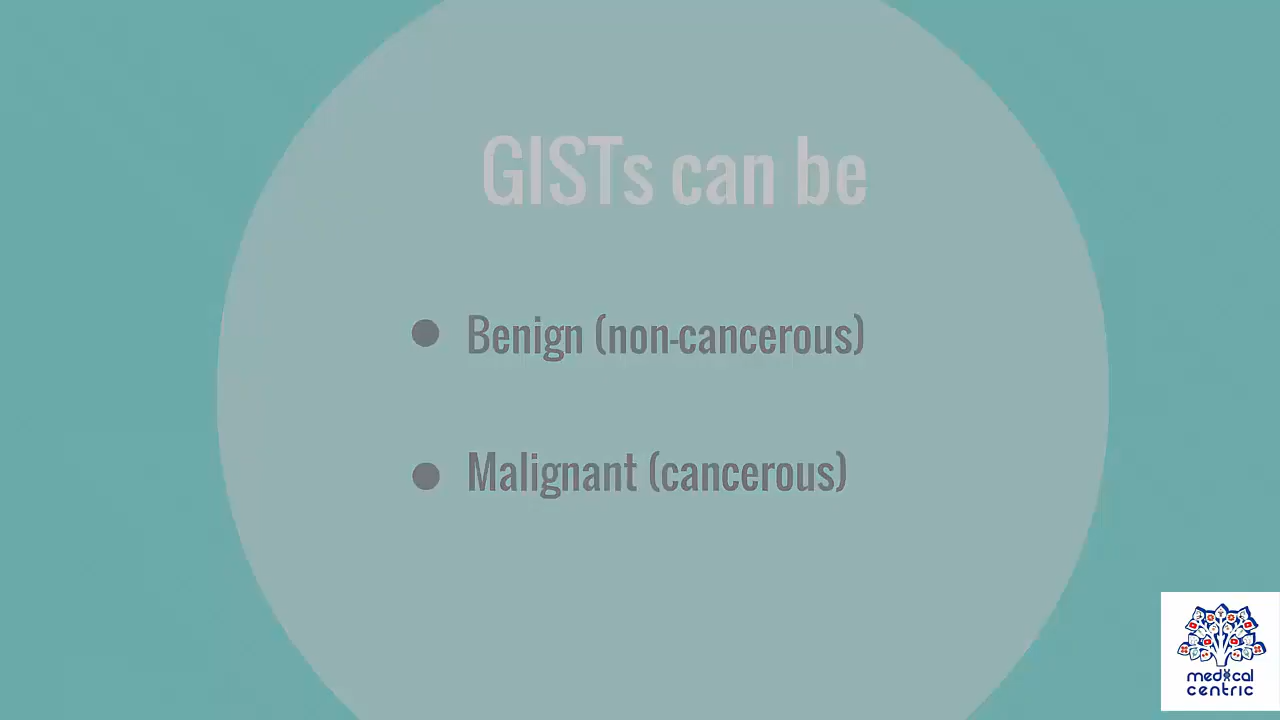 GISTs can be
● Benign (non-cancerous)
● Malignant (cancerous)
medical
centric